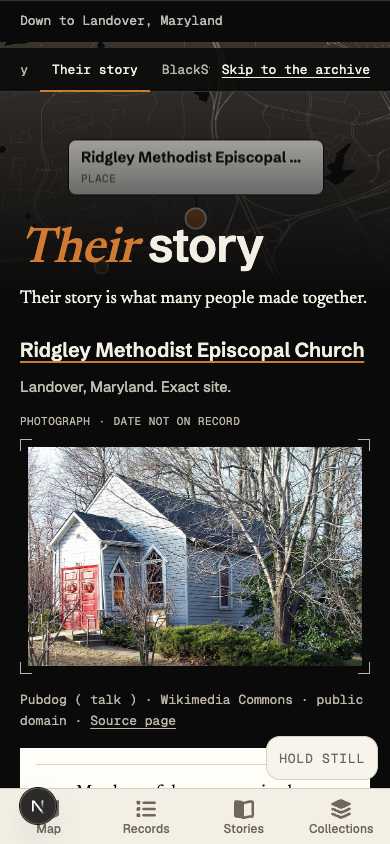 Down to Landover, Maryland
y Their story BlackS Skip to the archive
Ridgley Methodist Episcopal ...
PLACE
Their story
Their story is what many people made together.
Ridgley Methodist Episcopal Church
Landover, Maryland. Exact site.
PHOTOGRAPH · DATE NOT ON RECORD
Pubdog ( talk ) · Wikimedia Commons · public
domain · Source page
HOLD STILL
N
Map Records Stories Collections